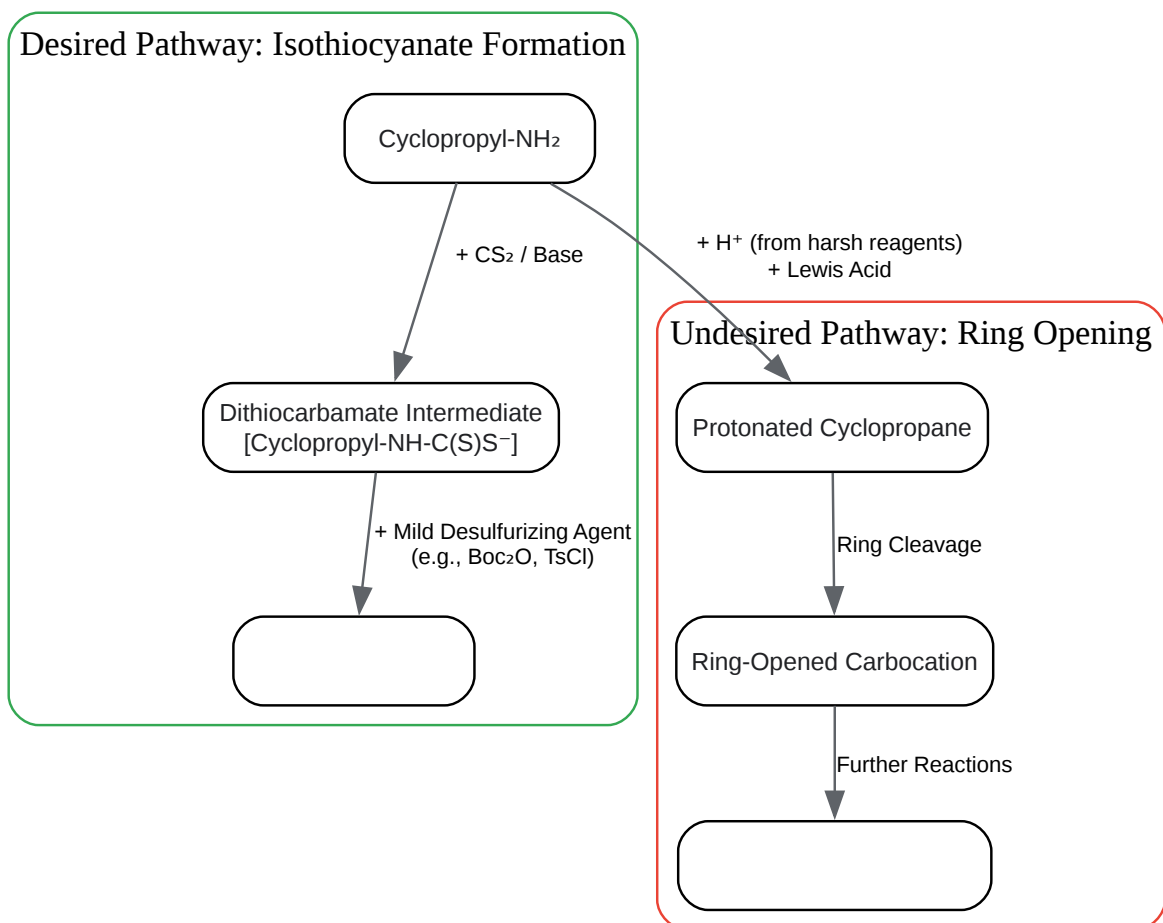 Desired Pathway: Isothiocyanate Formation
Cyclopropyl-NH₂
+ CS₂ / Base
+ H⁺ (from harsh reagents)
+ Lewis Acid
Undesired Pathway: Ring Opening
Dithiocarbamate Intermediate
[Cyclopropyl-NH-C(S)S⁻]
Protonated Cyclopropane
+ Mild Desulfurizing Agent
(e.g., Boc₂O, TsCl)
Ring Cleavage
Ring-Opened Carbocation
Further Reactions